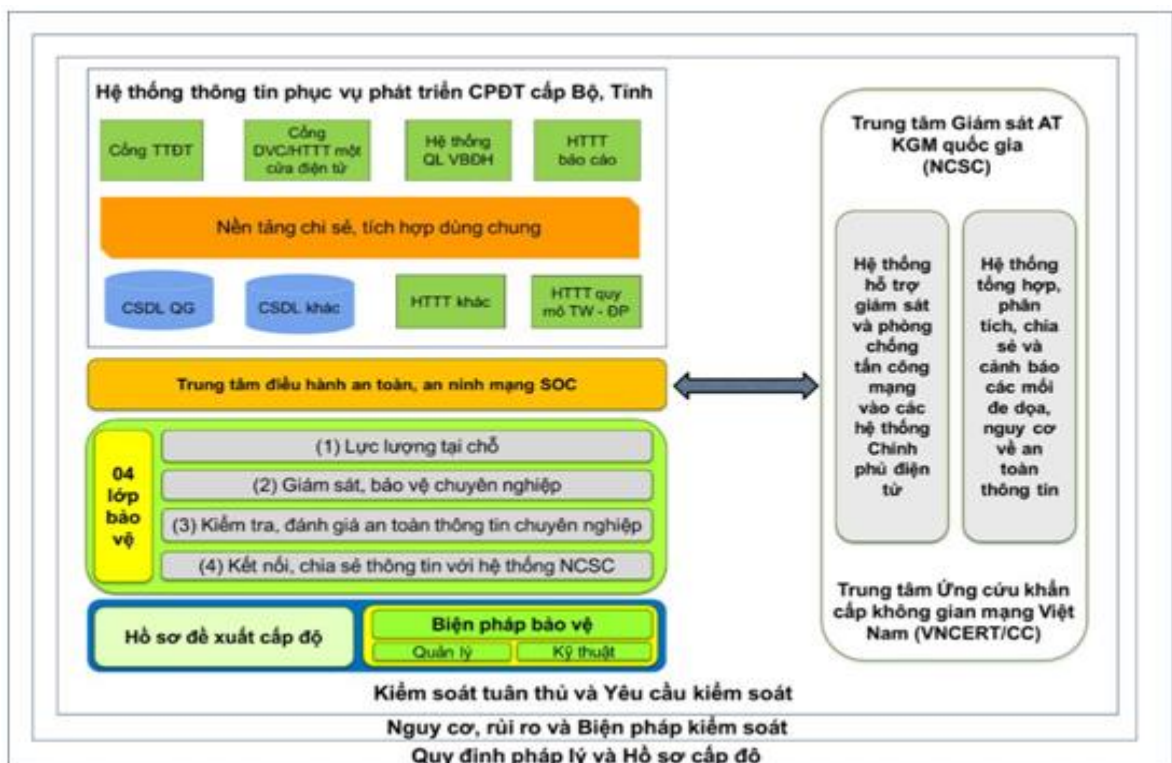 Hệ thống thông tin phục vụ phát triển CPĐT cấp Bộ, Tỉnh
Cổng TTĐT
Cổng
DVC/HTTT một
cửa điện tử
Hệ thống
QL VBĐH
HTTT
báo cáo
Nền tảng chi sẻ, tích hợp dùng chung
CSDL QG
CSDL khác
HTTT khác
HTTT quy
mô TW - ĐP
Trung tâm điều hành an toàn, an ninh mạng SOC
04
lớp
bảo
vệ
(1) Lực lượng tại chỗ
(2) Giám sát, bảo vệ chuyên nghiệp
(3) Kiểm tra, đánh giá an toàn thông tin chuyên nghiệp
(4) Kết nối, chia sẻ thông tin với hệ thống NCSC
Hồ sơ đề xuất cấp độ
Biện pháp bảo vệ
Quản lý
Kỹ thuật
Trung tâm Giám sát AT
KGM quốc gia
(NCSC)
Hệ thống
hỗ trợ
giám sát
và phòng
chống
tấn công
mạng
vào các
hệ thống
Chính
phủ điện
tử
Hệ thống
tổng hợp,
phân
tích, chia
sẻ và
cảnh báo
các mối
đe dọa,
nguy cơ
về an
toàn
thông tin
Trung tâm Ứng cứu khẩn
cấp không gian mạng Việt
Nam (VNCERT/CC)
Kiểm soát tuân thủ và Yêu cầu kiểm soát
Nguy cơ, rủi ro và Biện pháp kiểm soát
Quy định pháp lý và Hồ sơ cấp độ